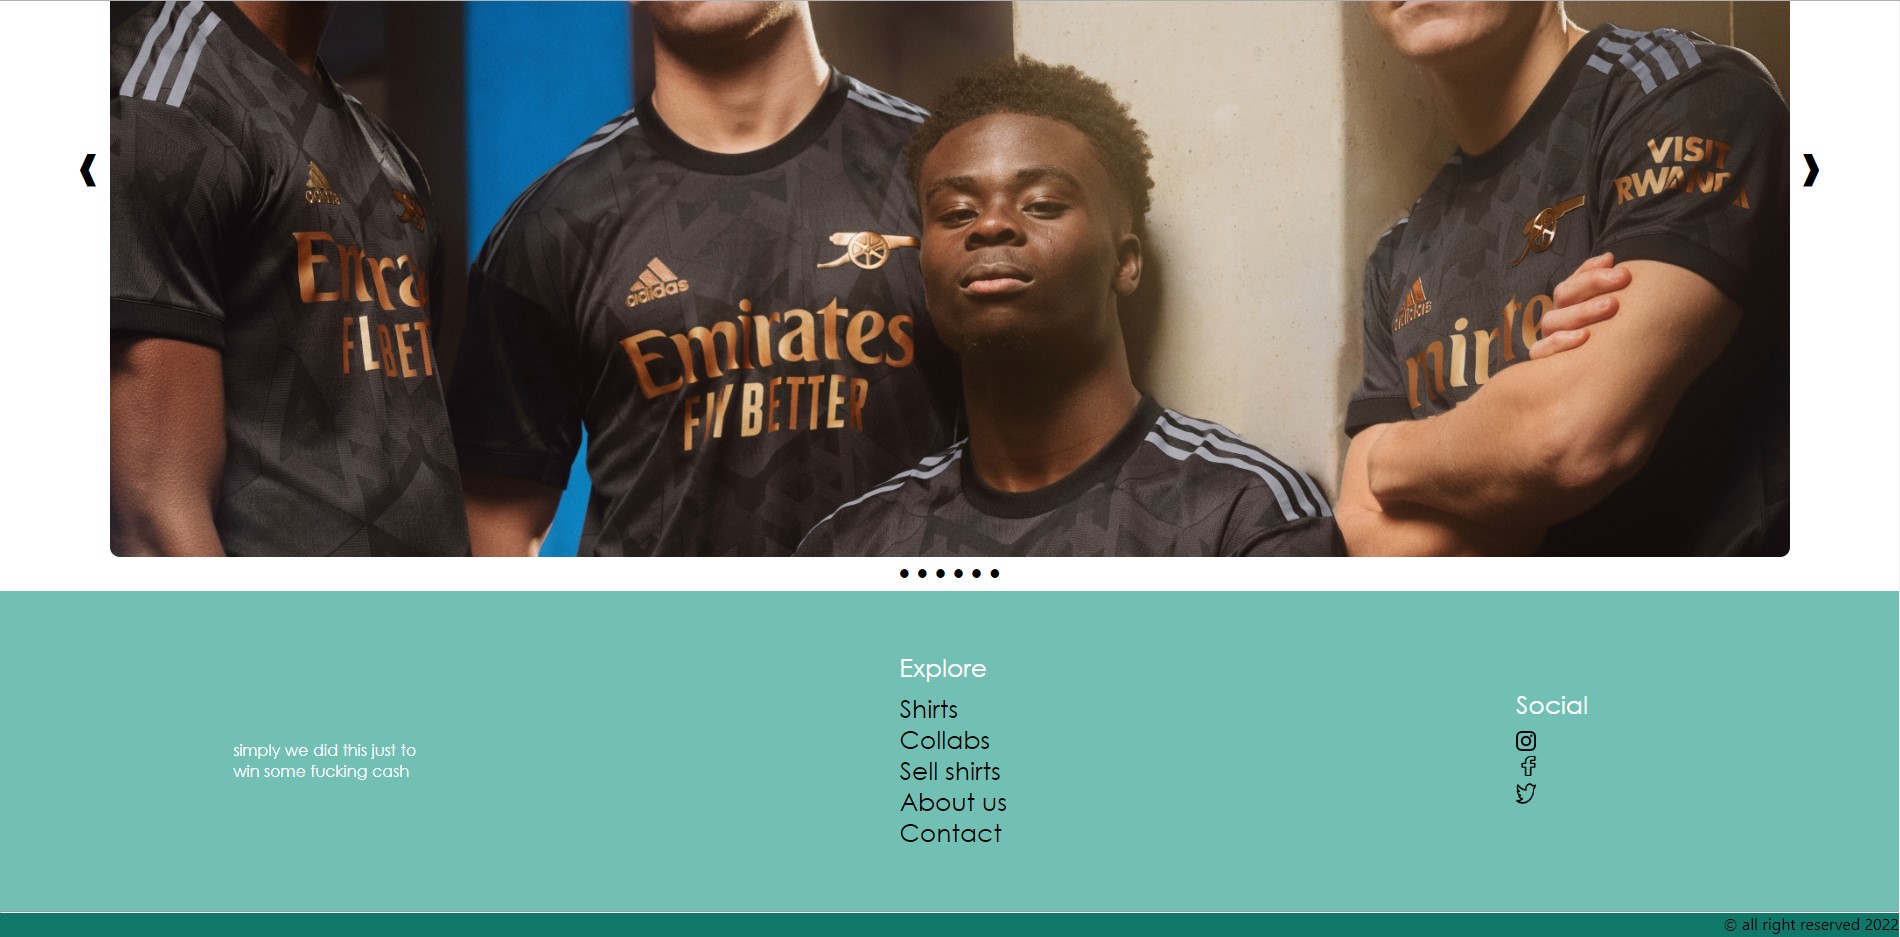 VISIT
RWANDA
adidas
Emirates
FLY BETTER
adidas
Emirates
FLY BETTER
adidas
Explore
Shirts
Collabs
Sell shirts
About us
Contact
Social
simply we did this just to
win some fucking cash
© all right reserved 2022